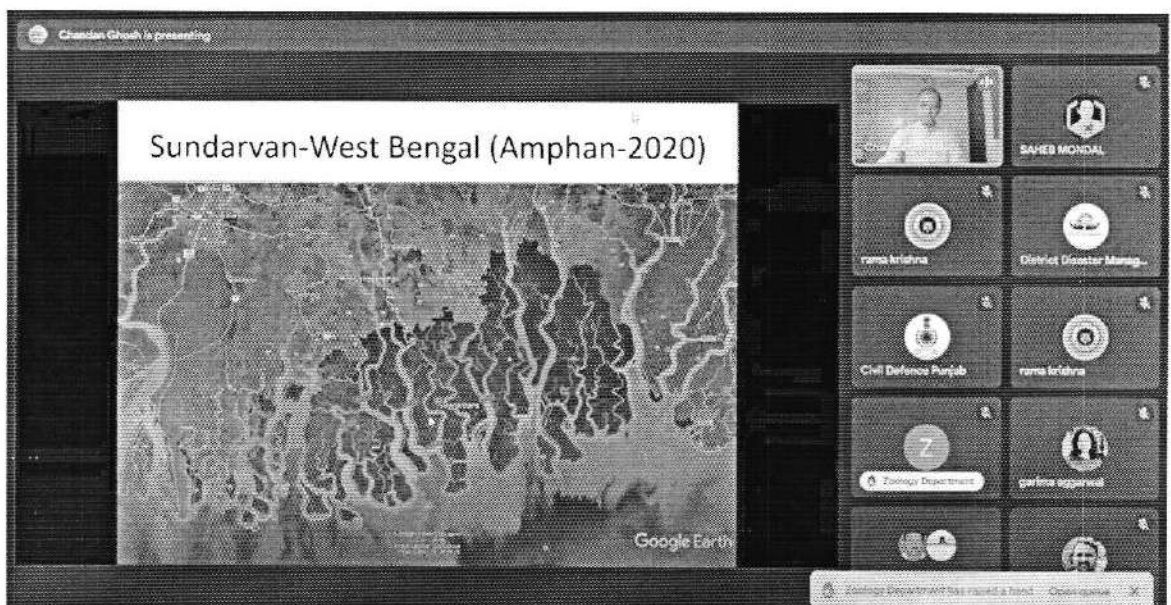 Chandan Ghosh is presenting
Sundarvan-West Bengal (Amphan-2020)
Google Earth
SAHEB MONDAL
rama krishna
District Disaster Manag...
Civil Defence Punjab
rama krishna
Z
Zoology Department
garima aggarwal
Zoology Department has raised a hand Open queue X